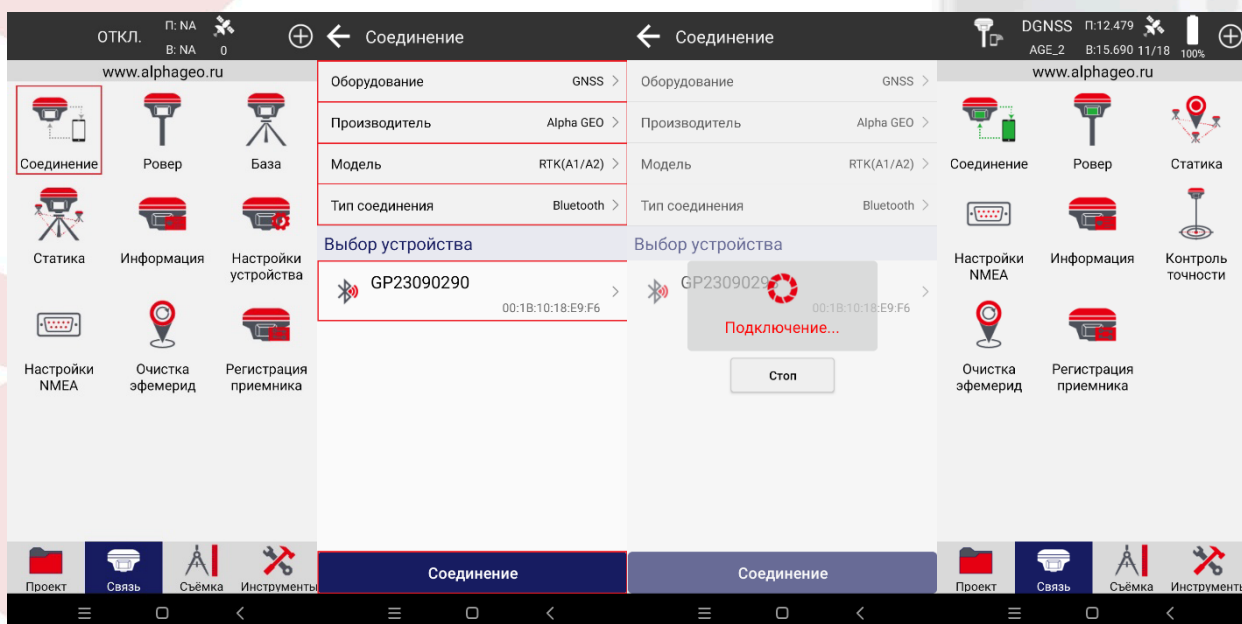 ОТКЛ. П: NA
В: NA 0
www.alphageo.ru
Соединение Ровер База
Статика Информация Настройки
устройства
Настройки
NMEA
Очистка
эфемерид
Регистрация
приемника
Проект Связь Съёмка Инструменты
Соединение
Оборудование GNSS
Производитель Alpha GEO
Модель RTK(A1/A2)
Тип соединения Bluetooth
Выбор устройства
GP23090290
00:1B:10:18:E9:F6
Соединение
Соединение
Оборудование GNSS
Производитель Alpha GEO
Модель RTK(A1/A2)
Тип соединения Bluetooth
Выбор устройства
00:1B:10:18:E9:F6
Подключение...
Стоп
Соединение
DGNSS П:12.479
AGE_2 В:15.690 11/18 100%
www.alphageo.ru
Соединение Ровер Статика
Настройки
NMEA
Информация
Контроль
точности
Очистка
эфемерид
Регистрация
приемника
Проект Связь Съёмка Инструменты